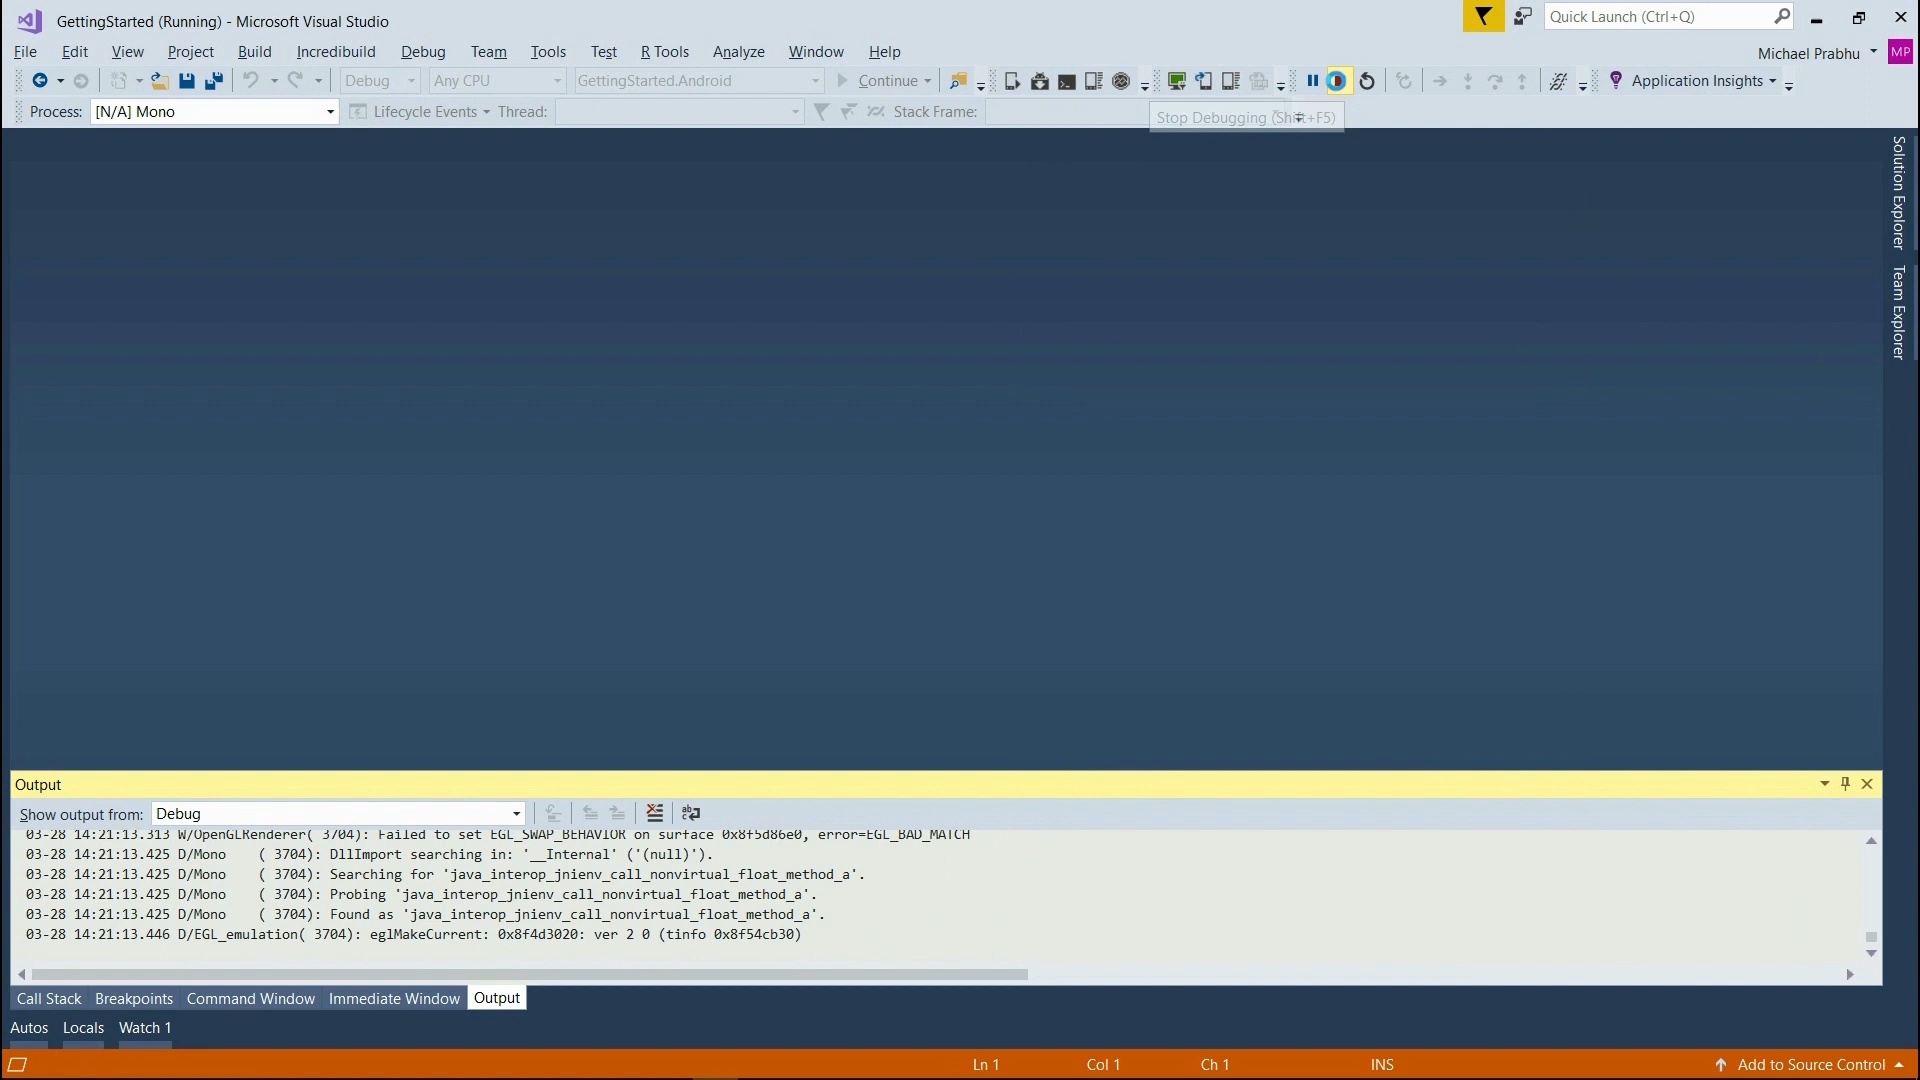 GettingStarted (Running) - Microsoft Visual Studio
Quick Launch (Ctrl+Q)
File Edit View Project Build Incredibuild Debug Team Tools Test R Tools Analyze Window Help
Michael Prabhu MP
Debug Any CPU GettingStarted.Android Continue Application Insights
Process: [N/A] Mono Lifecycle Events Thread: Stack Frame:
Stop Debugging (Shift+F5)
Solution Explorer
Team Explorer
Output
Show output from: Debug
03-28 14:21:13.313 W/OpenGLRenderer( 3704): Failed to set EGL_SWAP_BEHAVIOR on surface 0x8f5d86e0, error=EGL_BAD_MATCH
03-28 14:21:13.425 D/Mono    ( 3704): DllImport searching in: '__Internal' ('(null)').
03-28 14:21:13.425 D/Mono    ( 3704): Searching for 'java_interop_jnienv_call_nonvirtual_float_method_a'.
03-28 14:21:13.425 D/Mono    ( 3704): Probing 'java_interop_jnienv_call_nonvirtual_float_method_a'.
03-28 14:21:13.425 D/Mono    ( 3704): Found as 'java_interop_jnienv_call_nonvirtual_float_method_a'.
03-28 14:21:13.446 D/EGL_emulation( 3704): eglMakeCurrent: 0x8f4d3020: ver 2 0 (tinfo 0x8f54cb30)
Call Stack Breakpoints Command Window Immediate Window Output
Autos Locals Watch 1
Ln 1 Col 1 Ch 1 INS Add to Source Control